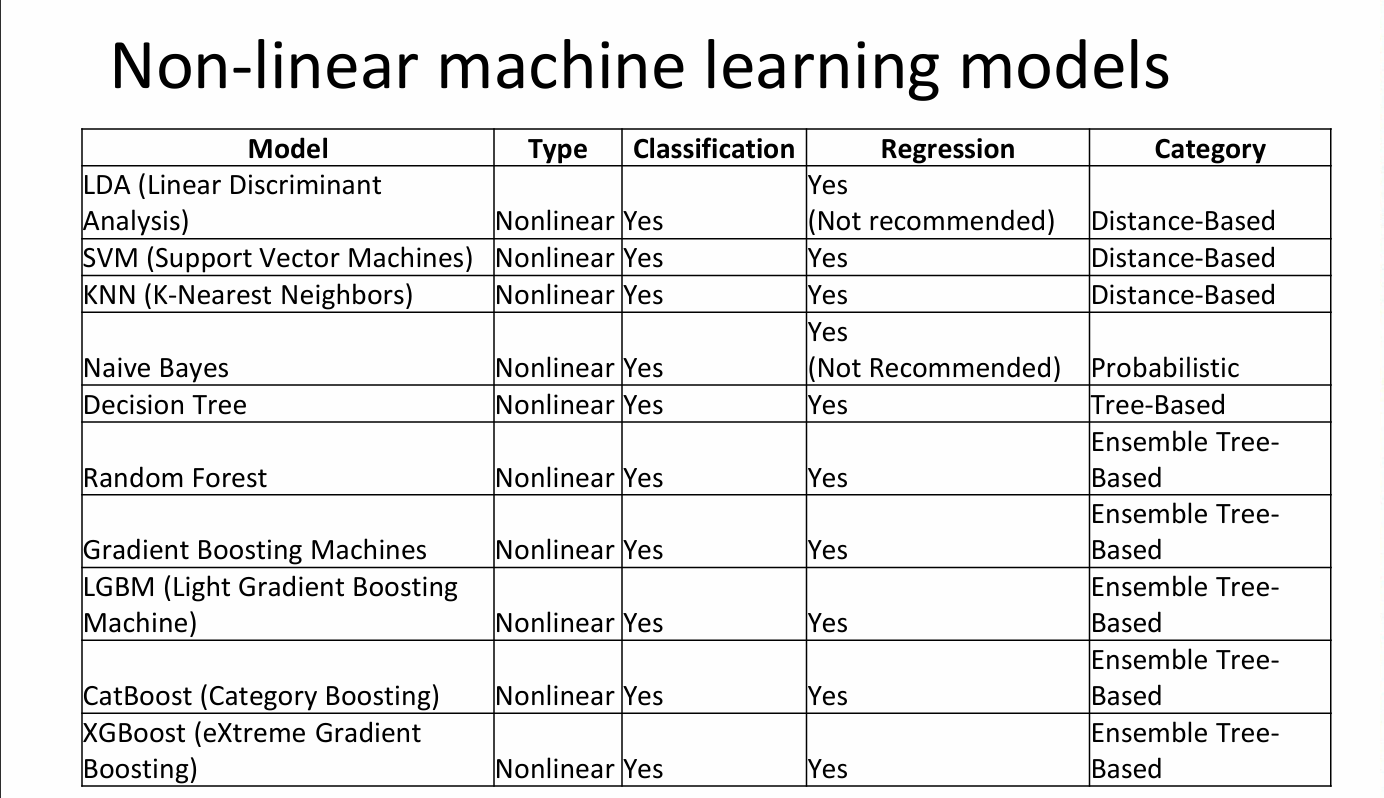 Non-linear machine learning models
Model Type Classification Regression Category
LDA (Linear Discriminant
Analysis) Nonlinear Yes Yes
(Not recommended) Distance-Based
SVM (Support Vector Machines) Nonlinear Yes Yes Distance-Based
KNN (K-Nearest Neighbors) Nonlinear Yes Yes Distance-Based
Naive Bayes Nonlinear Yes Yes
(Not Recommended) Probabilistic
Decision Tree Nonlinear Yes Yes Tree-Based
Random Forest Nonlinear Yes Yes Ensemble Tree-
Based
Gradient Boosting Machines Nonlinear Yes Yes Ensemble Tree-
Based
LGBM (Light Gradient Boosting
Machine) Nonlinear Yes Yes Ensemble Tree-
Based
CatBoost (Category Boosting) Nonlinear Yes Yes Ensemble Tree-
Based
XGBoost (eXtreme Gradient
Boosting) Nonlinear Yes Yes Ensemble Tree-
Based